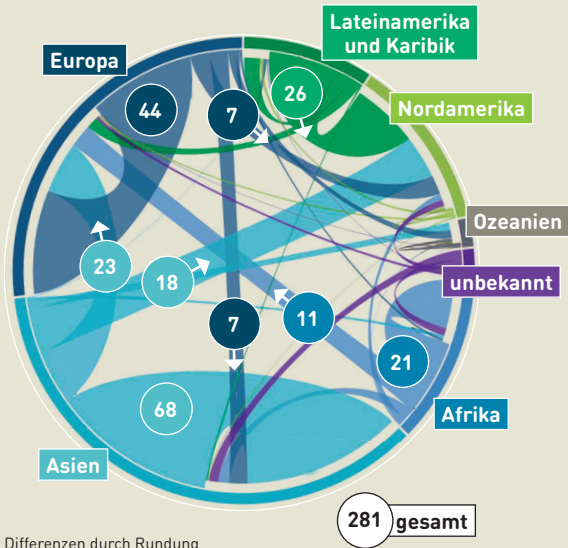 Lateinamerika
und Karibik
Europa
44
7
26
Nordamerika
Ozeanien
unbekannt
23
18
7
11
21
68
Afrika
Asien
281 gesamt
Differenzen durch Rundung